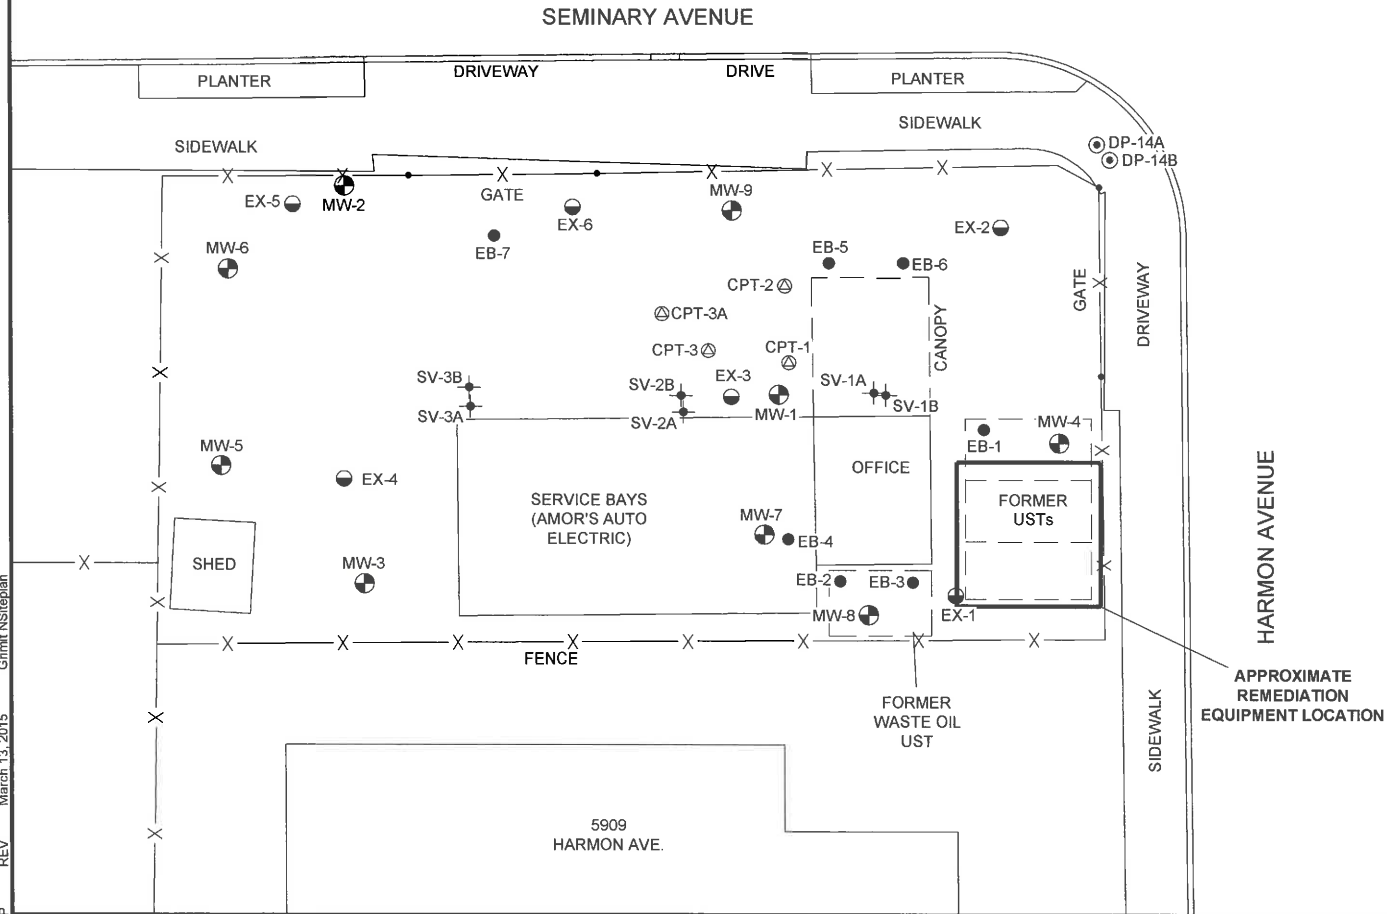 SEMINARY AVENUE
PLANTER
DRIVEWAY
DRIVE
PLANTER
SIDEWALK
SIDEWALK
DP-14A
DP-14B
EX-5
MW-2
GATE
EX-6
MW-9
EX-2
MW-6
EB-7
EB-5
EB-6
CPT-2
CPT-3A
CPT-3
CPT-1
CANOPY
GATE
DRIVEWAY
SV-3B
SV-3A
SV-2B
SV-2A
EX-3
MW-1
SV-1A
SV-1B
MW-5
EX-4
OFFICE
EB-1
MW-4
SERVICE BAYS
(AMOR'S AUTO
ELECTRIC)
FORMER
USTs
MW-7
EB-4
SHED
MW-3
EB-2
EB-3
MW-8
EX-1
HARMON AVENUE
FENCE
APPROXIMATE
REMEDIATION
EQUIPMENT LOCATION
FORMER
WASTE OIL
UST
SIDEWALK
5909
HARMON AVE.
REV March 13, 2015 Grimit NSiteplan